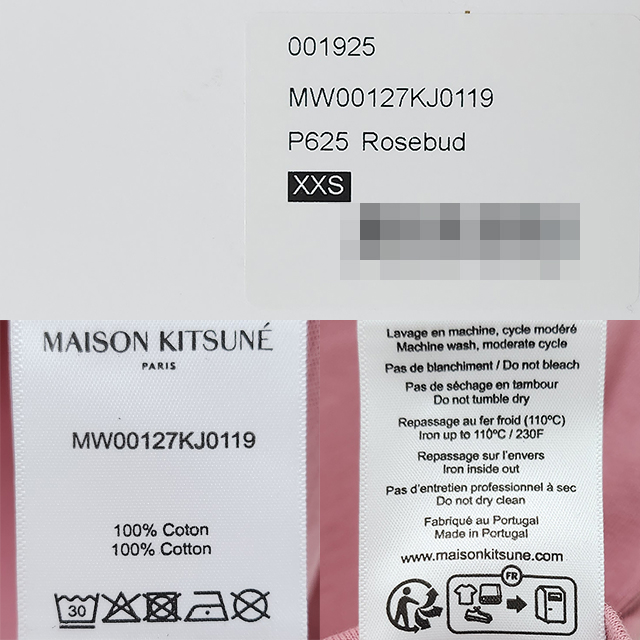 001925
MW00127KJ0119
P625 Rosebud
XXS
MAISON KITSUNÉ
PARIS
MW00127KJ0119
100% Coton
100% Cotton
30
Lavage en machine, cycle modéré
Machine wash, moderate cycle
Pas de blanchiment / Do not bleach
Pas de séchage en tambour
Do not tumble dry
Repassage au fer froid (110ºC)
Iron up to 110ºC / 230F
Repassage sur l'envers
Iron inside out
Pas d'entretien professionnel à sec
Do not dry clean
Fabriqué au Portugal
Made in Portugal
www.maisonkitsune.com
FR